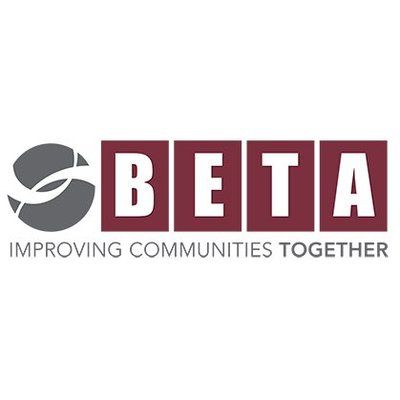 BETA
IMPROVING COMMUNITIES TOGETHER